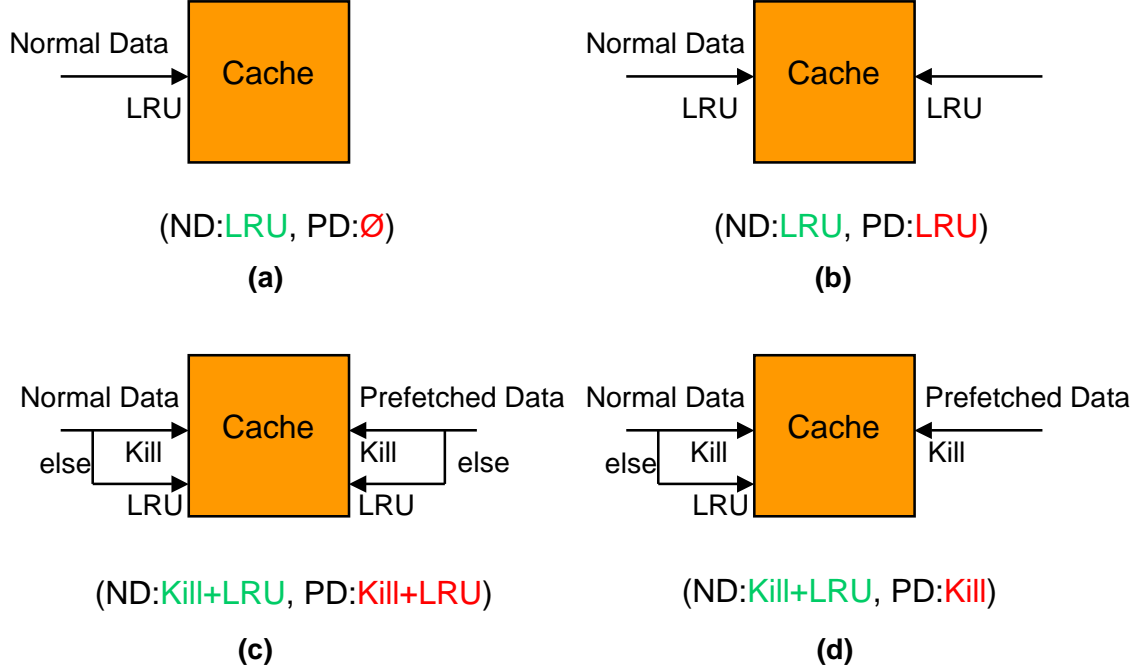 Normal Data
LRU
Cache
(ND:LRU, PD:Ø)
(a)
Normal Data
LRU
Cache
LRU
(ND:LRU, PD:LRU)
(b)
Normal Data
Kill
else
LRU
Cache
Prefetched Data
Kill
else
LRU
(ND:Kill+LRU, PD:Kill+LRU)
(c)
Normal Data
Kill
else
LRU
Cache
Prefetched Data
Kill
(ND:Kill+LRU, PD:Kill)
(d)